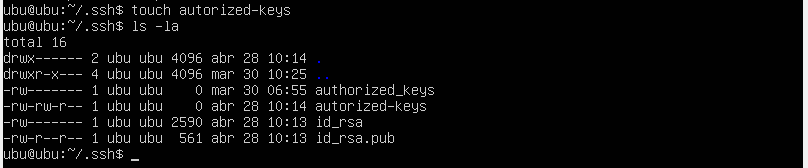 ubu@ubu:~/.ssh$ touch autorized-keys
ubu@ubu:~/.ssh$ ls -la
total 16
drwx------ 2 ubu ubu 4096 abr 28 10:14 .
drwxr-x--- 4 ubu ubu 4096 mar 30 10:25 ..
-rw------- 1 ubu ubu    0 mar 30 06:55 authorized_keys
-rw-rw-r-- 1 ubu ubu    0 abr 28 10:14 autorized-keys
-rw------- 1 ubu ubu 2590 abr 28 10:13 id_rsa
-rw-r--r-- 1 ubu ubu  561 abr 28 10:13 id_rsa.pub
ubu@ubu:~/.ssh$ _